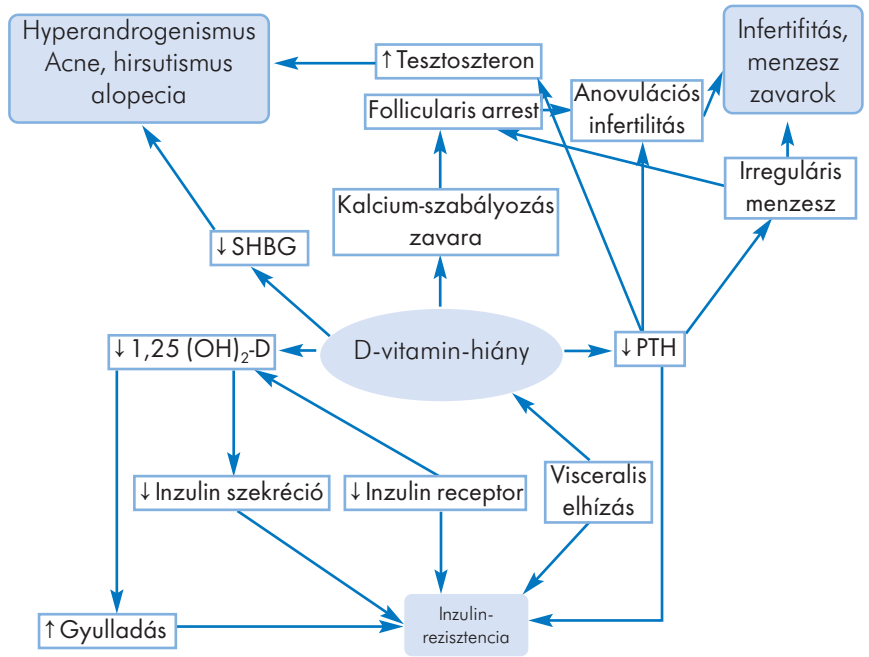 Hyperandrogenismus
Acne, hirsutismus
alopecia
↑ Tesztoszteron
Follicularis arrest
Anovulációs
infertilitás
Infertifitás,
menzesz
zavarok
Irreguláris
menzesz
Kalcium-szabályozás
zavara
↓ SHBG
↓ 1,25 (OH)₂-D
D-vitamin-hiány
↓ PTH
↓ Inzulin szekréció
↓ Inzulin receptor
Visceralis
elhízás
↑ Gyulladás
Inzulin-
rezisztencia